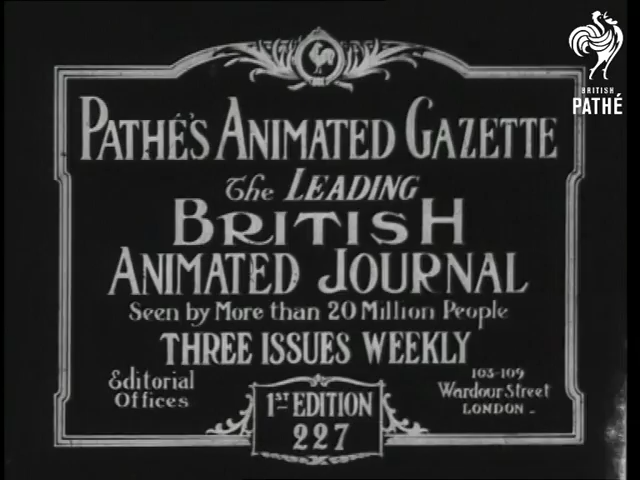 PATHÉ'S ANIMATED GAZETTE
The LEADING
BRITISH
ANIMATED JOURNAL
Seen by More than 20 Million People
THREE ISSUES WEEKLY
Editorial
Offices
1ST EDITION
227
103-109
Wardour Street
LONDON -
BRITISH
PATHÉ